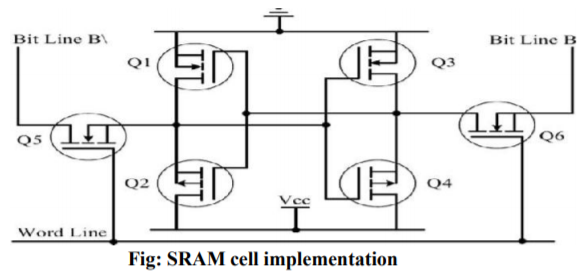 Bit Line B\
Bit Line B
Q1
Q3
Q5
Q6
Q2
Q4
Vcc
Word Line
Fig: SRAM cell implementation